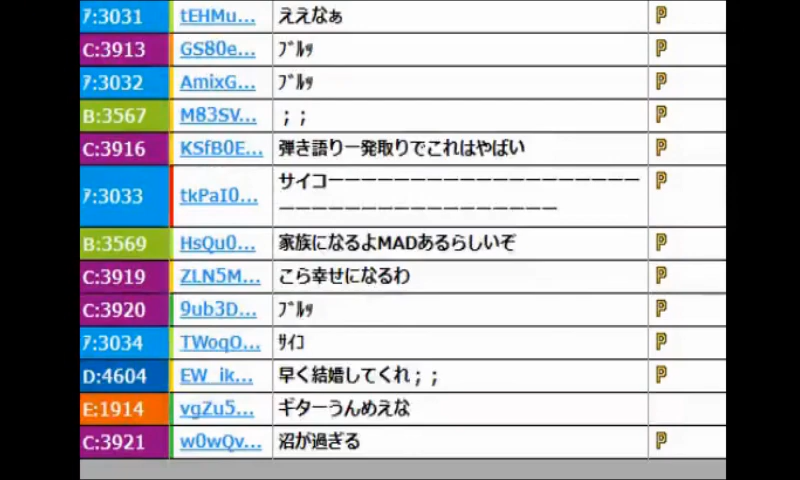 ｱ:3031 tEHMu... ええなぁ P
C:3913 GS80e... ﾌﾞﾙｯ P
ｱ:3032 AmixG... ﾌﾞﾙｯ P
B:3567 M83SV... ；； P
C:3916 KSfB0E... 弾き語り一発取りでこれはやばい P
ｱ:3033 tkPaI0... サイコーーーーーーーーーーーーーーーーーーーー P
ーーーーーーーーーーーーーーーーー
B:3569 HsQu0... 家族になるよMADあるらしいぞ P
C:3919 ZLN5M... こら幸せになるわ P
C:3920 9ub3D... ﾌﾞﾙｯ P
ｱ:3034 TWoqO... ｻｲｺ P
D:4604 EW_ik... 早く結婚してくれ；； P
E:1914 vgZu5... ギターうんめえな
C:3921 w0wQv... 沼が過ぎる P